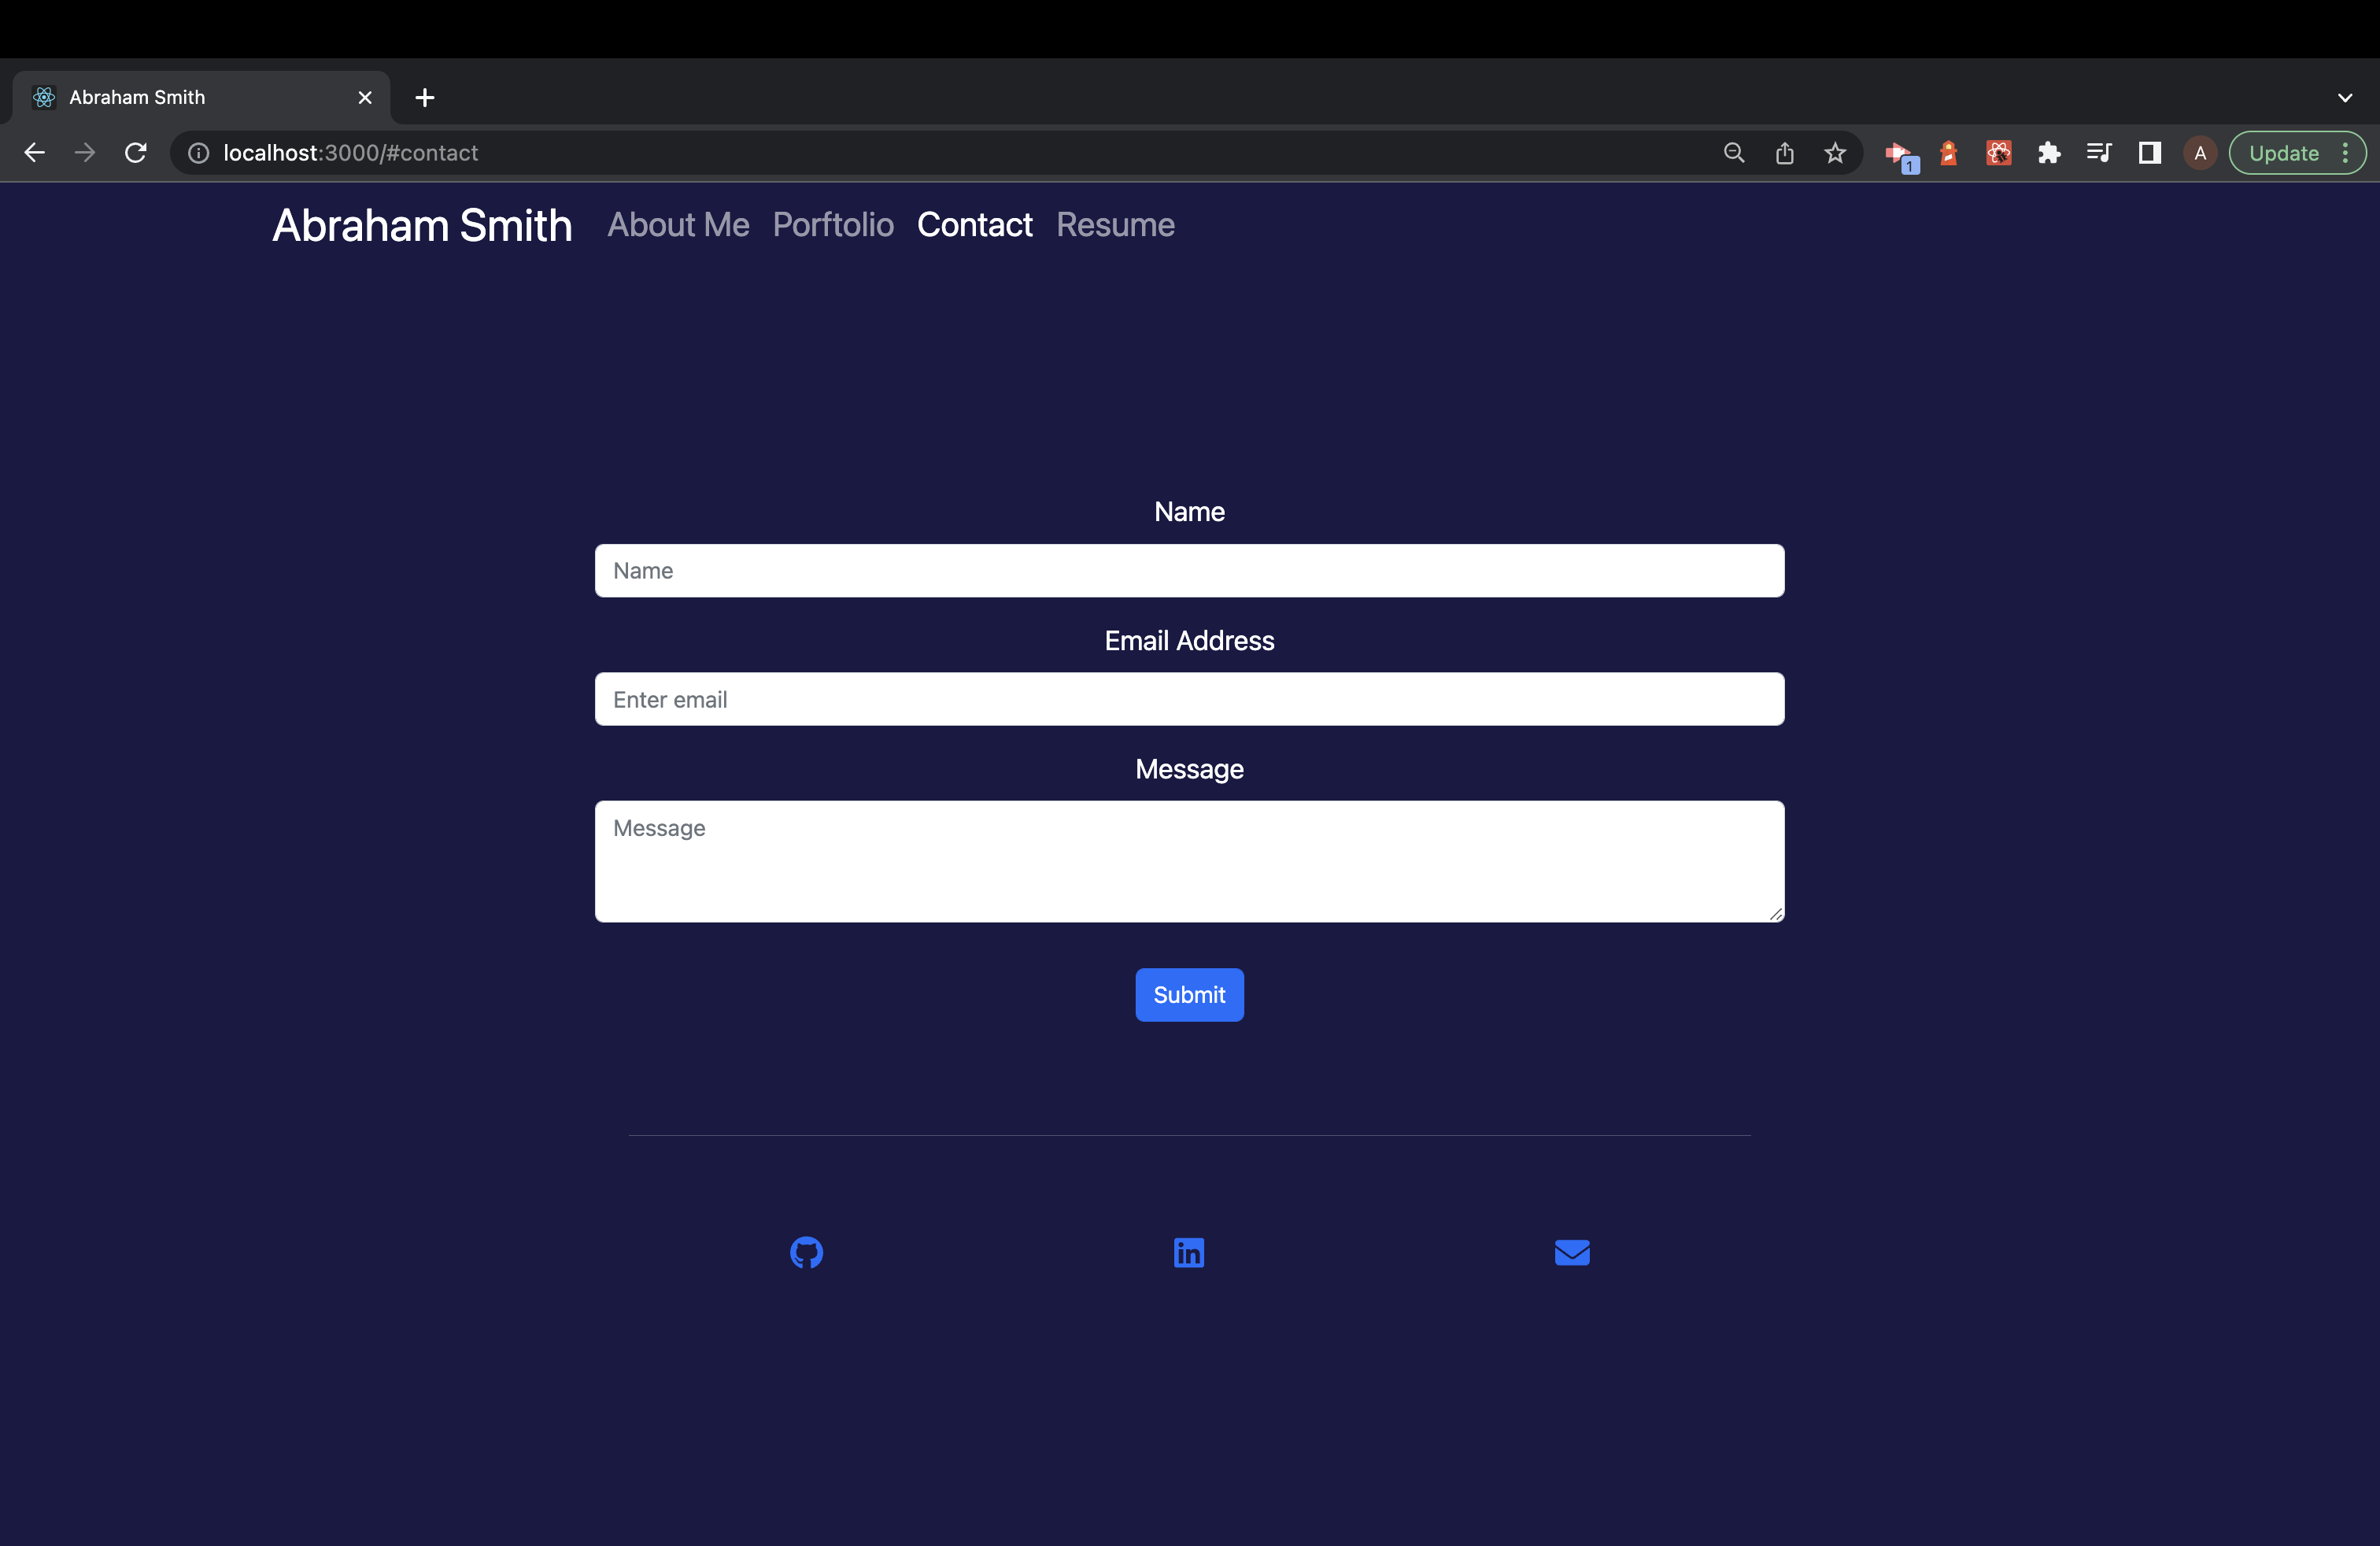 Abraham Smith
localhost:3000/#contact
1
A
Update
Abraham Smith About Me Porftolio Contact Resume
Name
Name
Email Address
Enter email
Message
Message
Submit
in